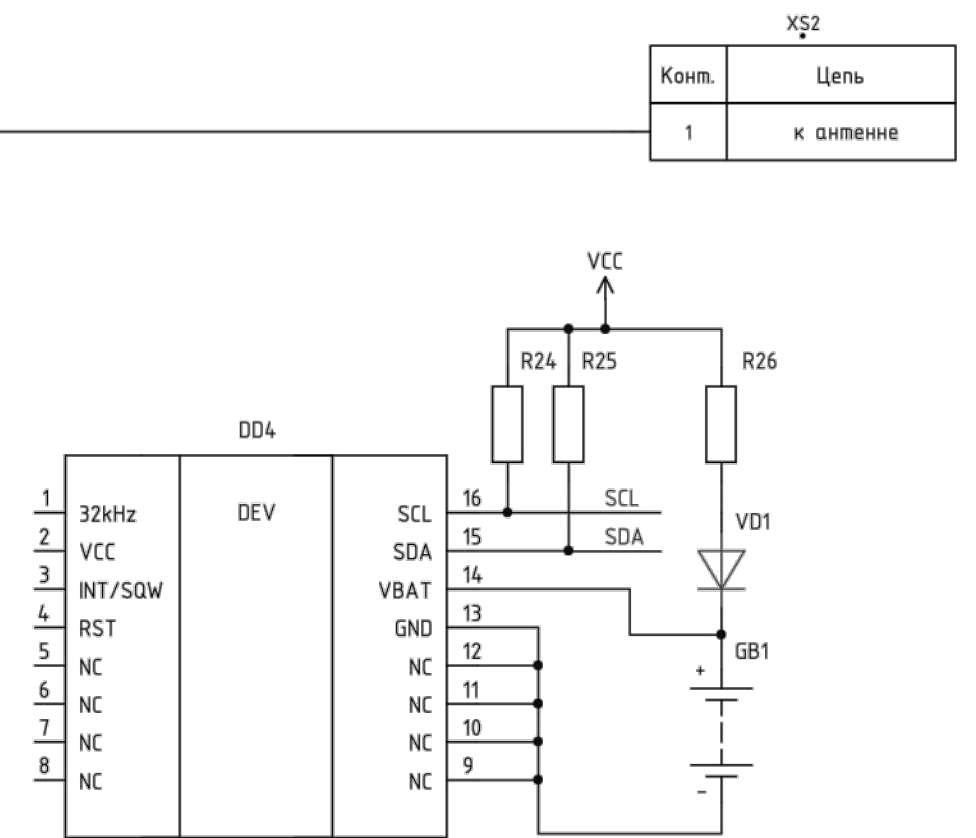 XS2
Конт. Цепь
1 к антенне
VCC
R24 R25 R26
DD4
DEV
1 32kHz
2 VCC
3 INT/SQW
4 RST
5 NC
6 NC
7 NC
8 NC
SCL 16 SCL
SDA 15 SDA
VBAT 14
GND 13
NC 12
NC 11
NC 10
NC 9
VD1
GB1
+
-